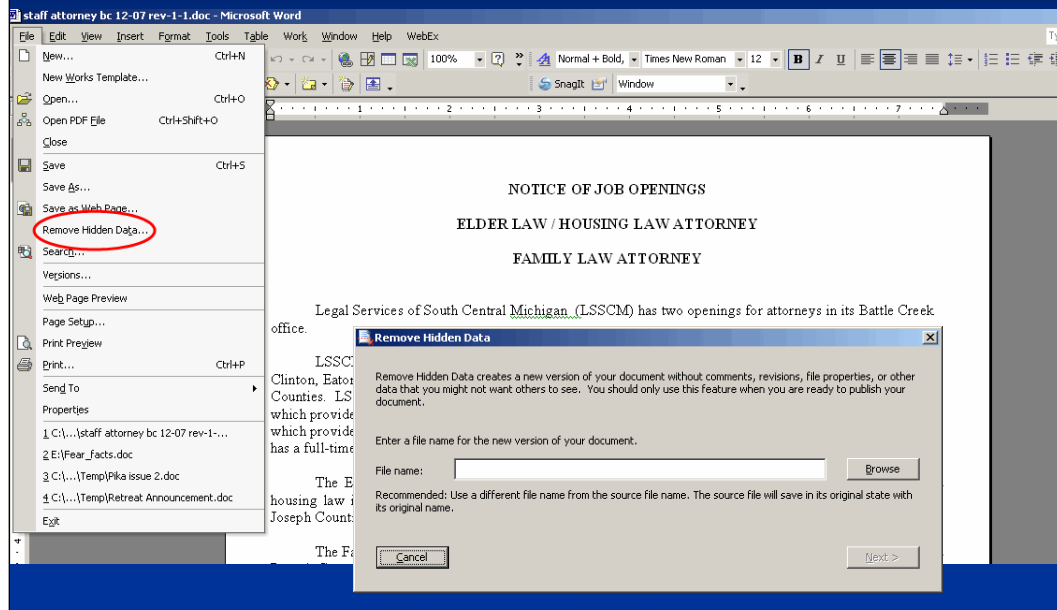 staff attorney bc 12-07 rev-1-1.doc - Microsoft Word
File Edit View Insert Format Tools Table Work Window Help WebEx
100% Normal + Bold, Times New Roman 12 B I U
SnagIt Window
1 2 3 4 5 6 7
New... Ctrl+N
New Works Template...
Open... Ctrl+O
Open PDF File Ctrl+Shift+O
Close
Save Ctrl+S
Save As...
Save as Web Page...
Remove Hidden Data...
Search...
Versions...
Web Page Preview
Page Setup...
Print Preview
Print... Ctrl+P
Send To
Properties
1 C:\...\staff attorney bc 12-07 rev-1-...
2 E:\Fear_facts.doc
3 C:\...\Temp\Pika issue 2.doc
4 C:\...\Temp\Retreat Announcement.doc
Exit
NOTICE OF JOB OPENINGS
ELDER LAW / HOUSING LAW ATTORNEY
FAMILY LAW ATTORNEY
Legal Services of South Central Michigan (LSSCM) has two openings for attorneys in its Battle Creek
office.
LSSC
Clinton, Eaton
Counties. LS
which provide
which provide
has a full-time
The E
housing law i
Joseph Count
The Fa
Remove Hidden Data
Remove Hidden Data creates a new version of your document without comments, revisions, file properties, or other
data that you might not want others to see. You should only use this feature when you are ready to publish your
document.
Enter a file name for the new version of your document.
File name: Browse
Recommended: Use a different file name from the source file name. The source file will save in its original state with
its original name.
Cancel Next >